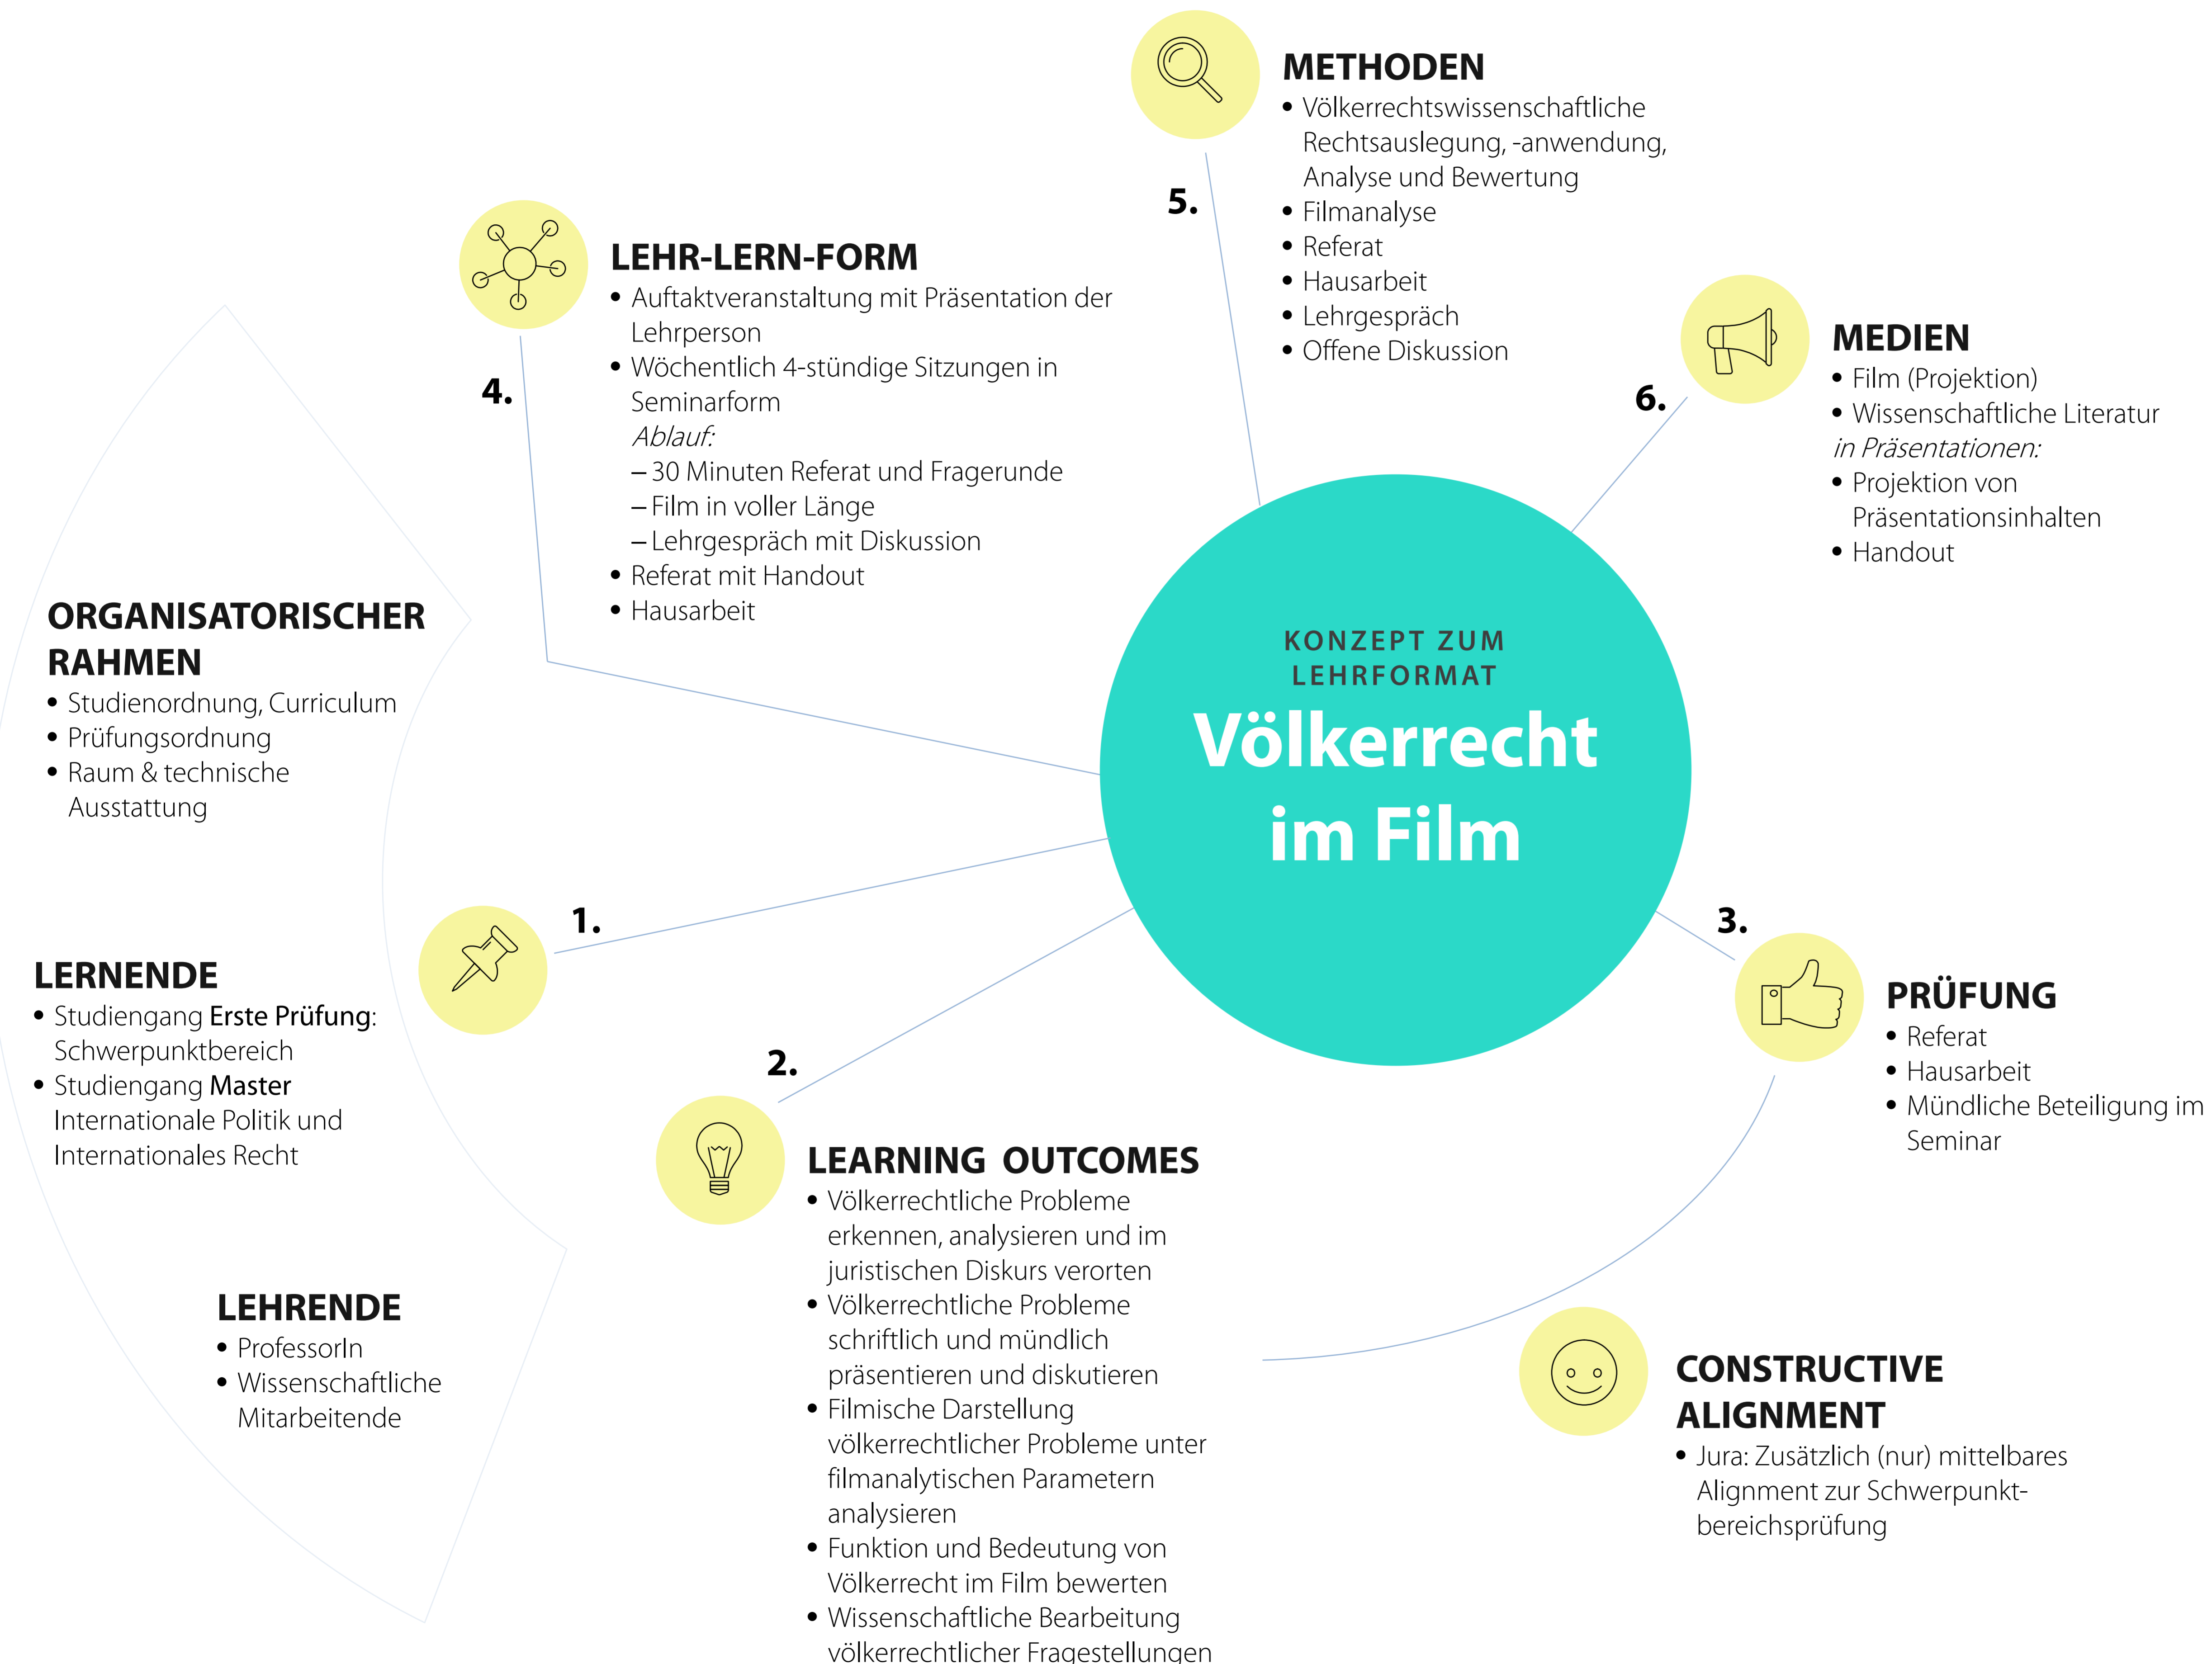 KONZEPT ZUM
LEHRFORMAT
Völkerrecht
im Film
ORGANISATORISCHER
RAHMEN
• Studienordnung, Curriculum
• Prüfungsordnung
• Raum & technische
Ausstattung
LERNENDE
• Studiengang Erste Prüfung:
Schwerpunktbereich
• Studiengang Master
Internationale Politik und
Internationales Recht
LEHRENDE
• ProfessorIn
• Wissenschaftliche
Mitarbeitende
1.
2.
LEARNING OUTCOMES
• Völkerrechtliche Probleme
erkennen, analysieren und im
juristischen Diskurs verorten
• Völkerrechtliche Probleme
schriftlich und mündlich
präsentieren und diskutieren
• Filmische Darstellung
völkerrechtlicher Probleme unter
filmanalytischen Parametern
analysieren
• Funktion und Bedeutung von
Völkerrecht im Film bewerten
• Wissenschaftliche Bearbeitung
völkerrechtlicher Fragestellungen
3.
PRÜFUNG
• Referat
• Hausarbeit
• Mündliche Beteiligung im
Seminar
CONSTRUCTIVE
ALIGNMENT
• Jura: Zusätzlich (nur) mittelbares
Alignment zur Schwerpunkt-
bereichsprüfung
4.
LEHR-LERN-FORM
• Auftaktveranstaltung mit Präsentation der
Lehrperson
• Wöchentlich 4-stündige Sitzungen in
Seminarform
Ablauf:
– 30 Minuten Referat und Fragerunde
– Film in voller Länge
– Lehrgespräch mit Diskussion
• Referat mit Handout
• Hausarbeit
5.
METHODEN
• Völkerrechtswissenschaftliche
Rechtsauslegung, -anwendung,
Analyse und Bewertung
• Filmanalyse
• Referat
• Hausarbeit
• Lehrgespräch
• Offene Diskussion
6.
MEDIEN
• Film (Projektion)
• Wissenschaftliche Literatur
in Präsentationen:
• Projektion von
Präsentationsinhalten
• Handout